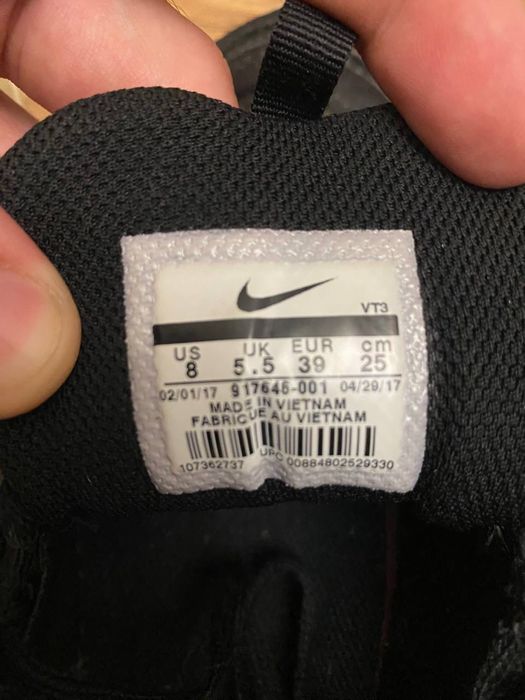 VT3
US UK EUR cm
8 5.5 39 25
02/01/17 917646-001 04/29/17
MADE IN VIETNAM
FABRIQUE AU VIETNAM
107362737 UPC 00884802529330